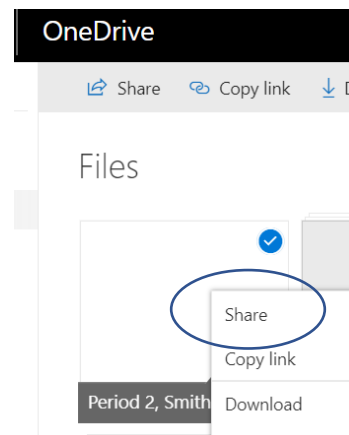 OneDrive
Share Copy link
Files
Share
Copy link
Period 2, Smith
Download